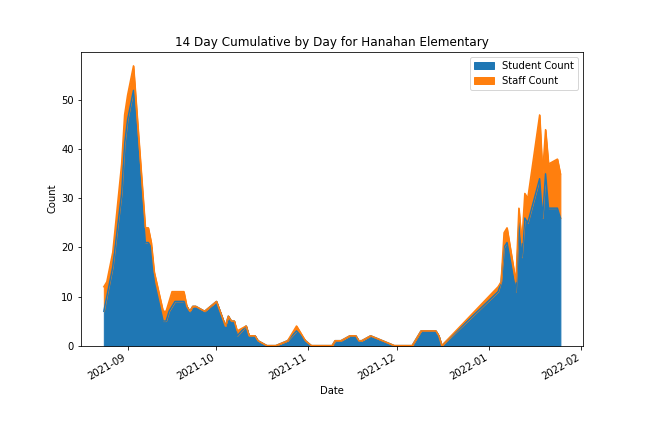 14 Day Cumulative by Day for Hanahan Elementary
Student Count
Staff Count
50
40
30
20
10
0
Count
2021-09
2021-10
2021-11
2021-12
2022-01
2022-02
Date